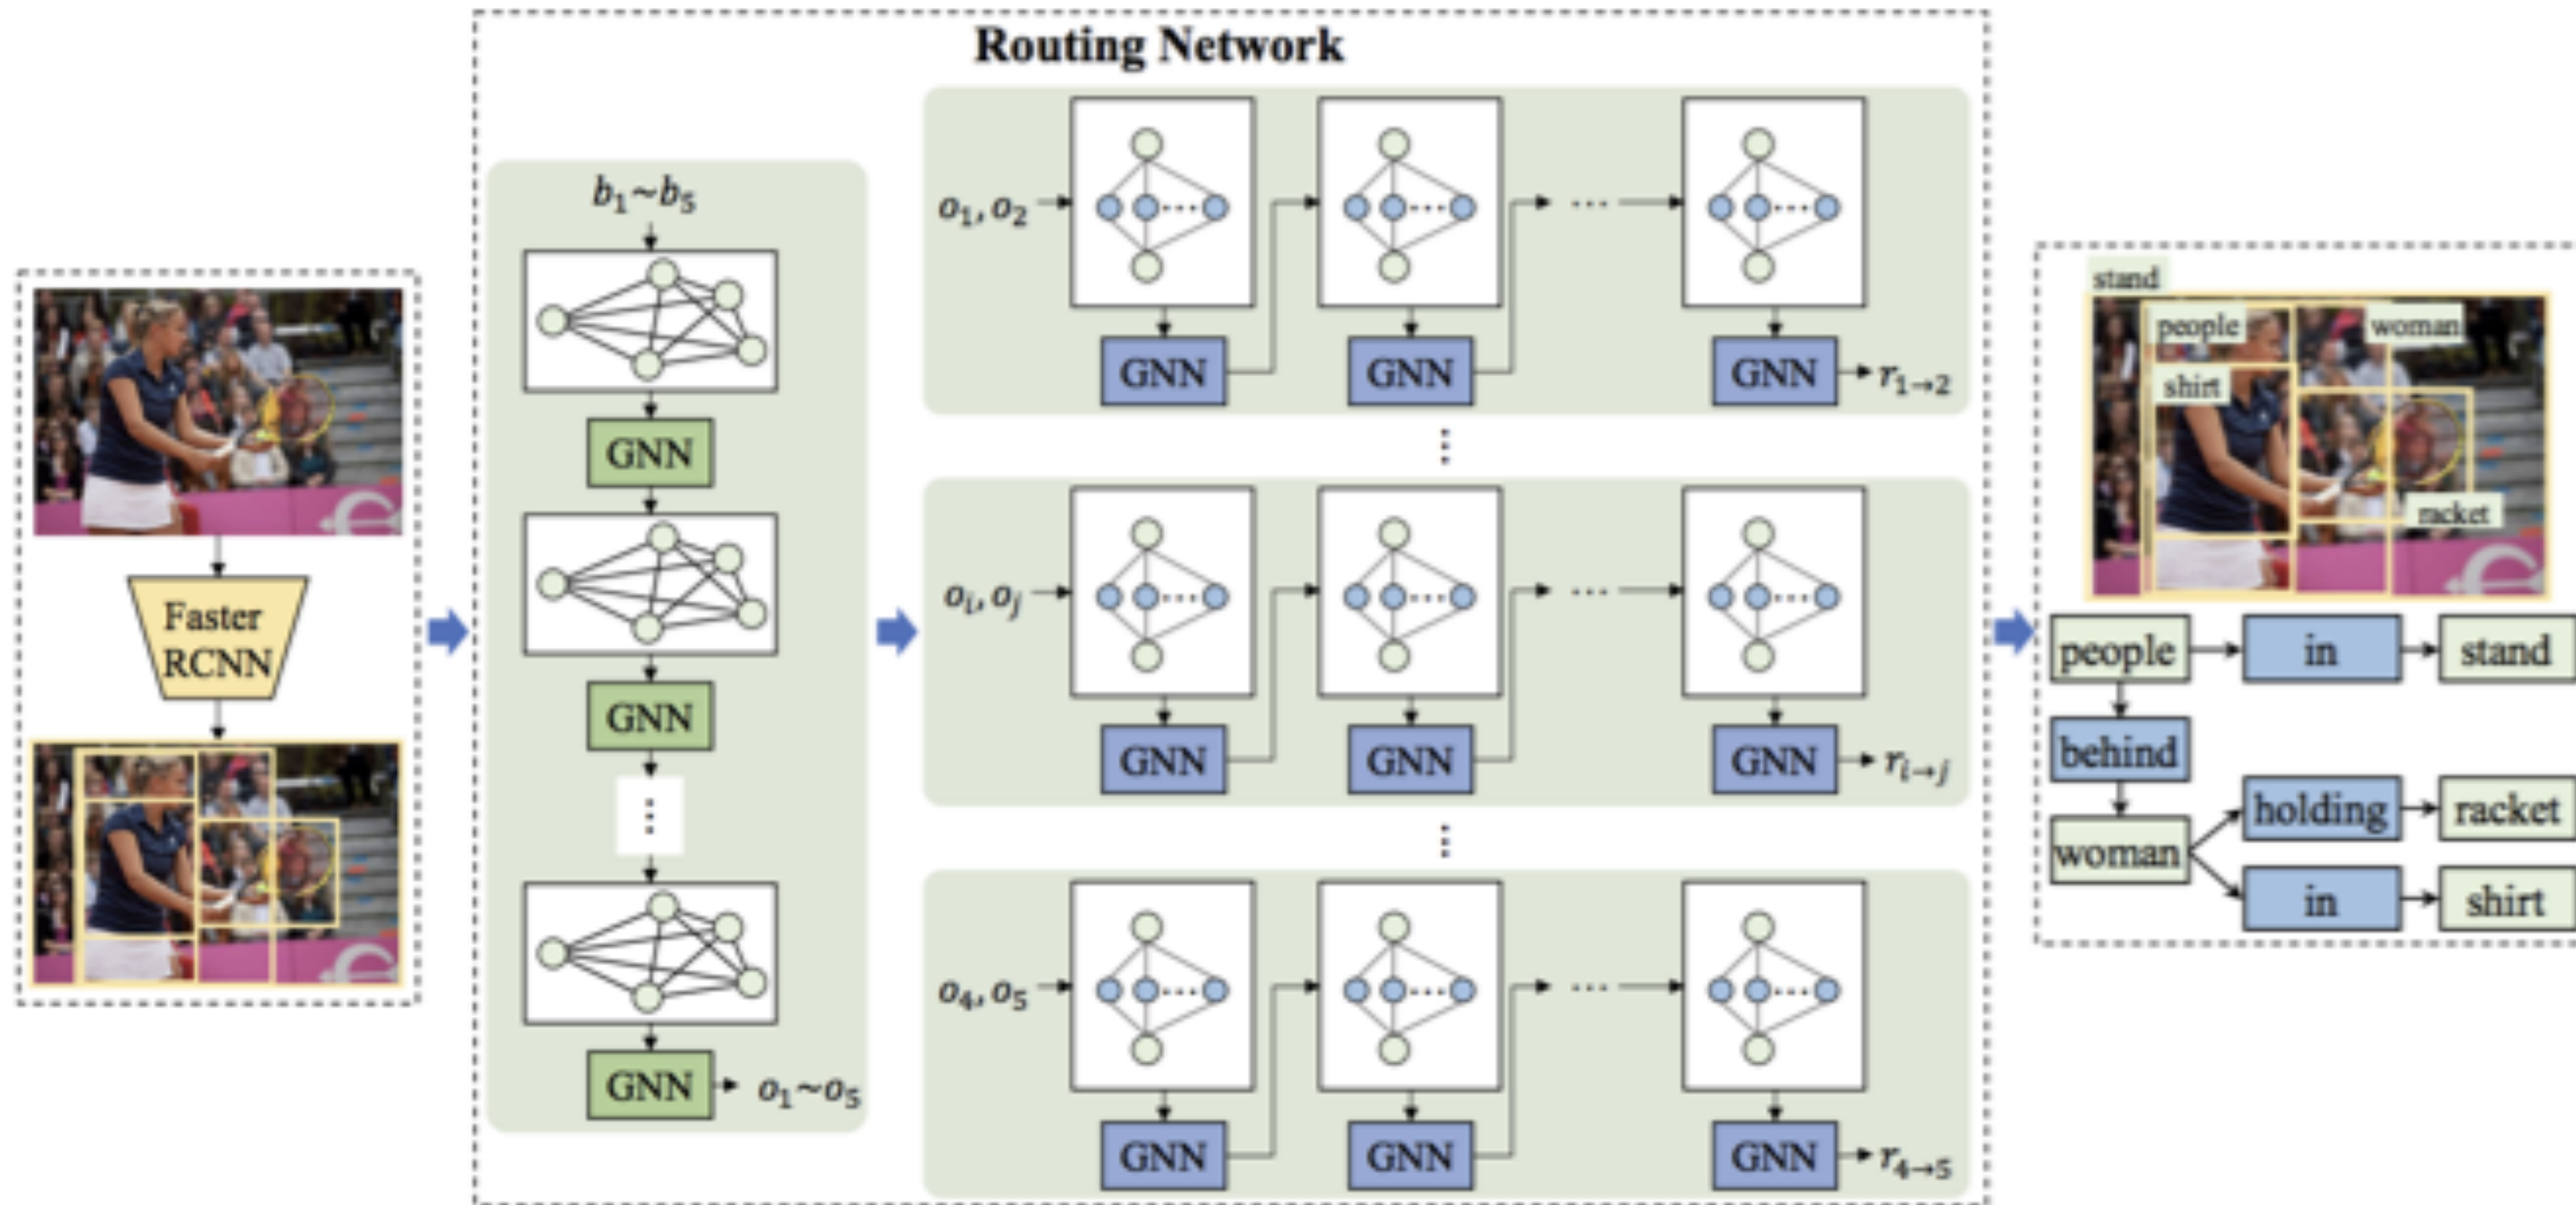 Routing Network
Faster
RCNN
b₁~b₅
GNN
GNN
⋮
GNN
o₁~o₅
o₁, o₂
...
...
...
...
GNN
GNN
GNN
r₁→₂
⋮
oᵢ, oⱼ
...
...
...
...
GNN
GNN
GNN
rᵢ→ⱼ
⋮
o₄, o₅
...
...
...
...
GNN
GNN
GNN
r₄→₅
stand
people
woman
shirt
racket
people
in
stand
behind
holding
racket
woman
in
shirt